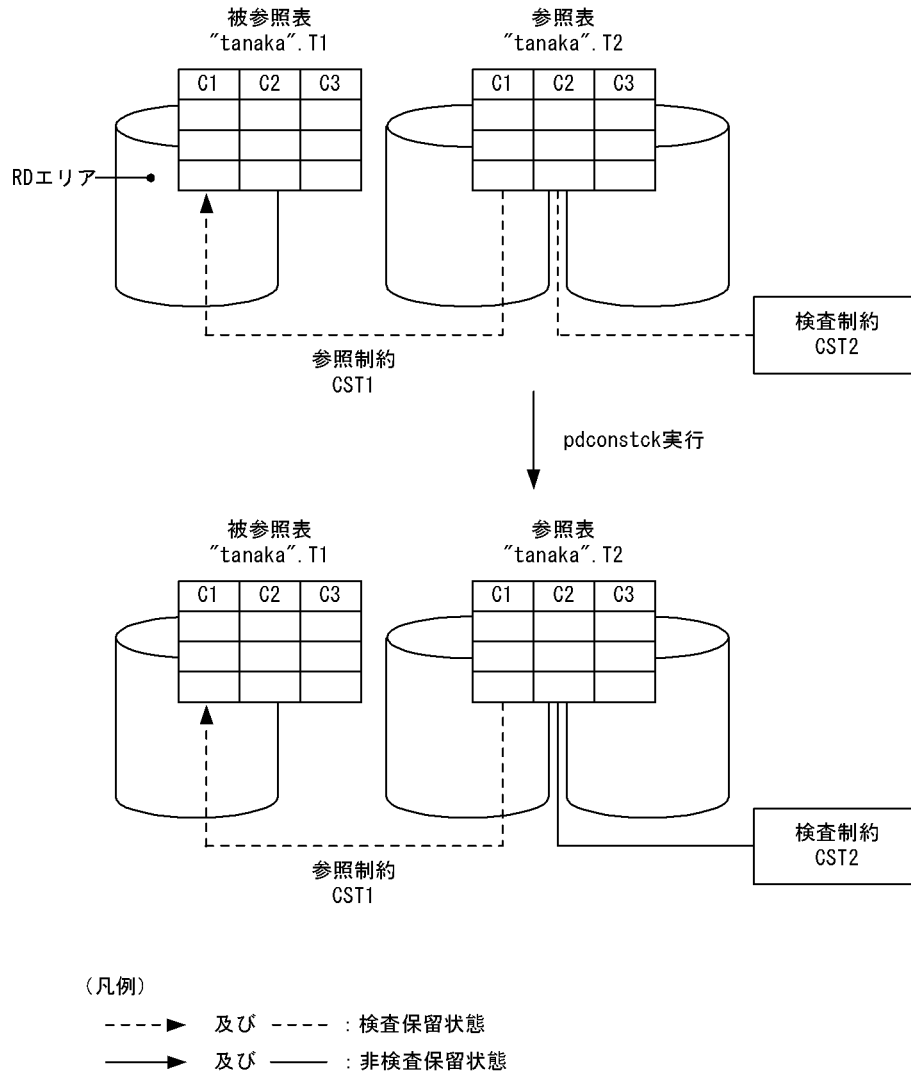 被参照表
"tanaka".T1
参照表
"tanaka".T2
C1 C2 C3
C1 C2 C3
RDエリア
検査制約
CST2
参照制約
CST1
pdconstck実行
被参照表
"tanaka".T1
参照表
"tanaka".T2
C1 C2 C3
C1 C2 C3
検査制約
CST2
参照制約
CST1
(凡例)
及び : 検査保留状態
及び : 非検査保留状態